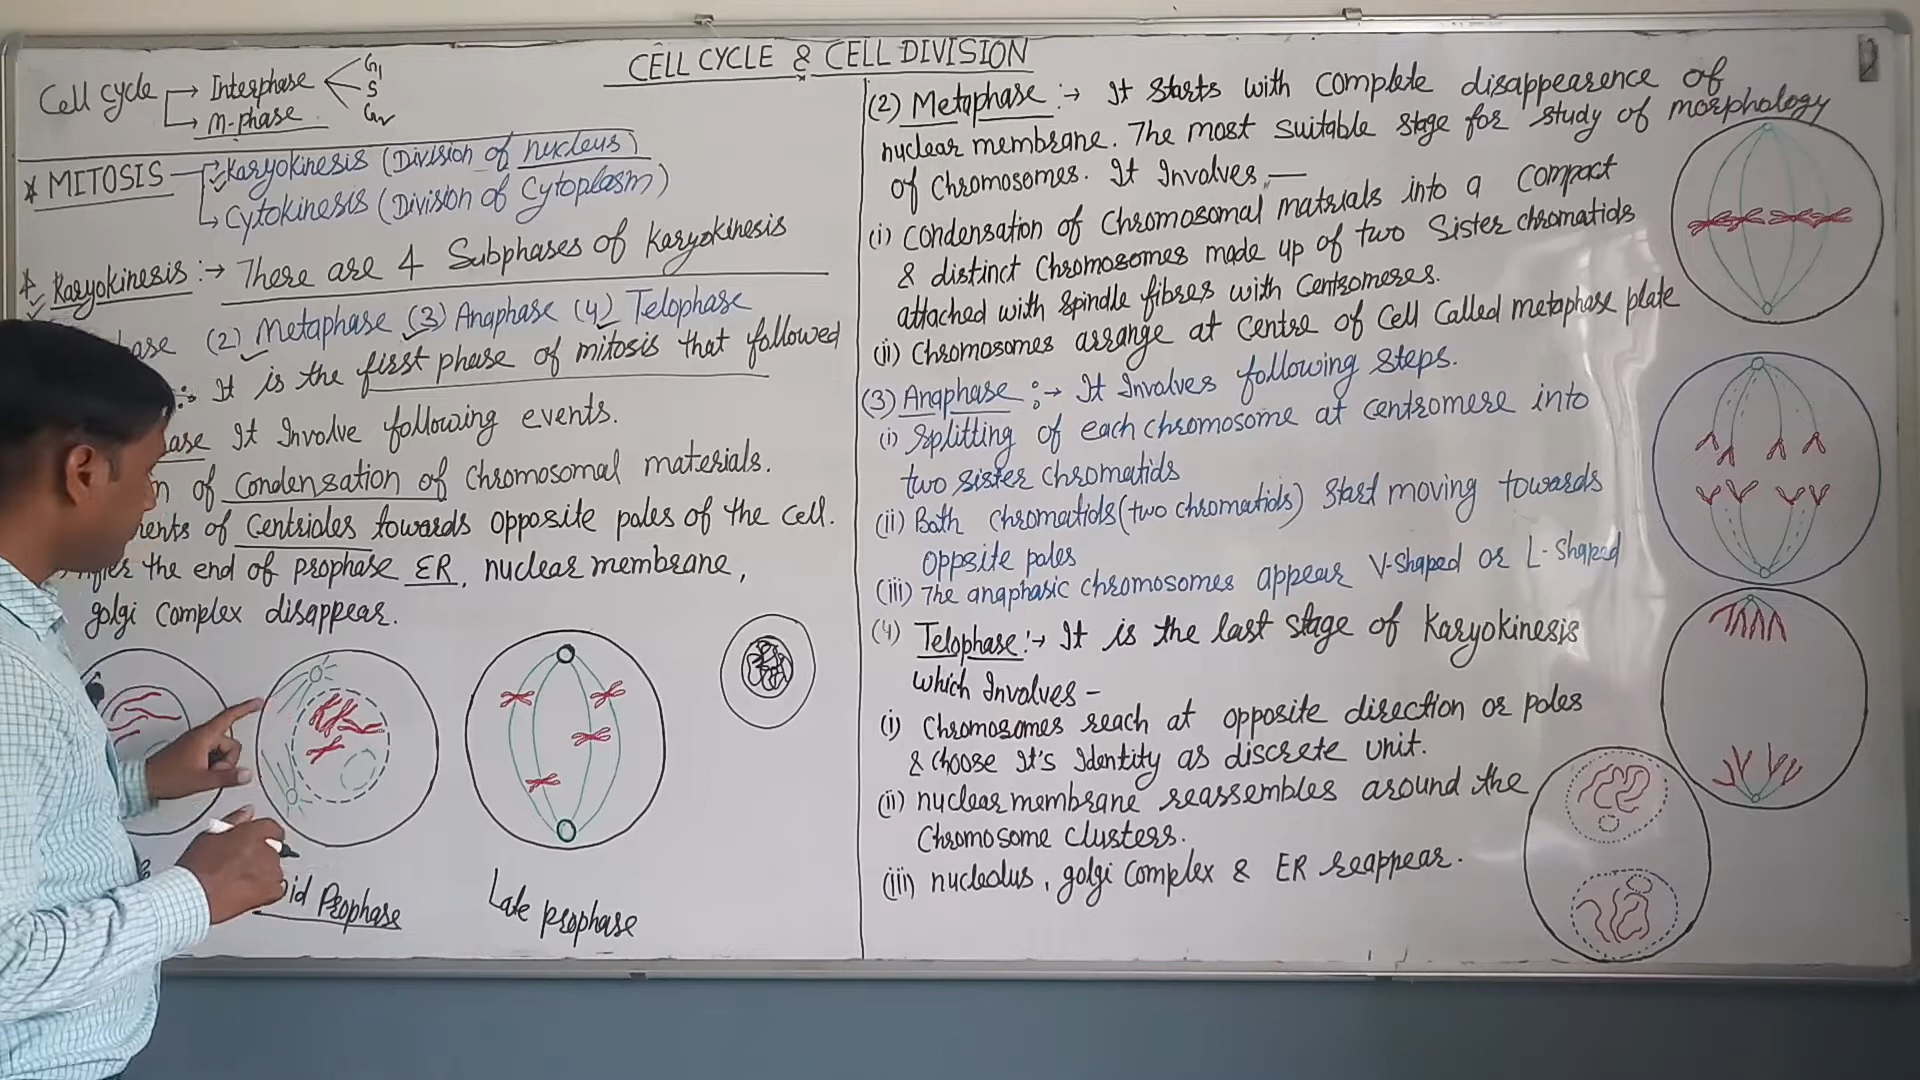 CELL CYCLE & CELL DIVISION
Cell cycle → Interphase
G1
S
G2
→ M-phase
* MITOSIS → Karyokinesis (Division of nucleus)
→ Cytokinesis (Division of Cytoplasm)
* Karyokinesis :→ There are 4 Subphases of Karyokinesis
(2) Metaphase (3) Anaphase (4) Telophase
:- It is the first phase of mitosis that followed
It Involve following events.
of Condensation of Chromosomal materials.
of Centrioles towards opposite poles of the cell.
the end of prophase ER, nuclear membrane,
golgi complex disappear.
Prophase
Late prophase
(2) Metaphase :→ It starts with complete disappearence of
nuclear membrane. The most suitable stage for study of morphology
of Chromosomes. It Involves —
(i) Condensation of Chromosomal matrials into a compact
& distinct Chromosomes made up of two Sister chromatids
attached with spindle fibres with Centromeres.
(ii) Chromosomes arrange at Centre of Cell Called metaphase plate
(3) Anaphase :→ It Involves following steps.
(i) Splitting of each chromosome at centromere into
two sister chromatids
(ii) Both Chromatids (two chromatids) start moving towards
opposite poles
(iii) The anaphasic chromosomes appear V-shaped or L-shaped
(4) Telophase :→ It is the last stage of Karyokinesis
which Involves -
(i) Chromosomes reach at opposite direction or poles
& Choose It's Identity as discrete unit.
(ii) nuclear membrane reassembles around the
Chromosome clusters.
(iii) nucleolus, golgi complex & ER reappear.